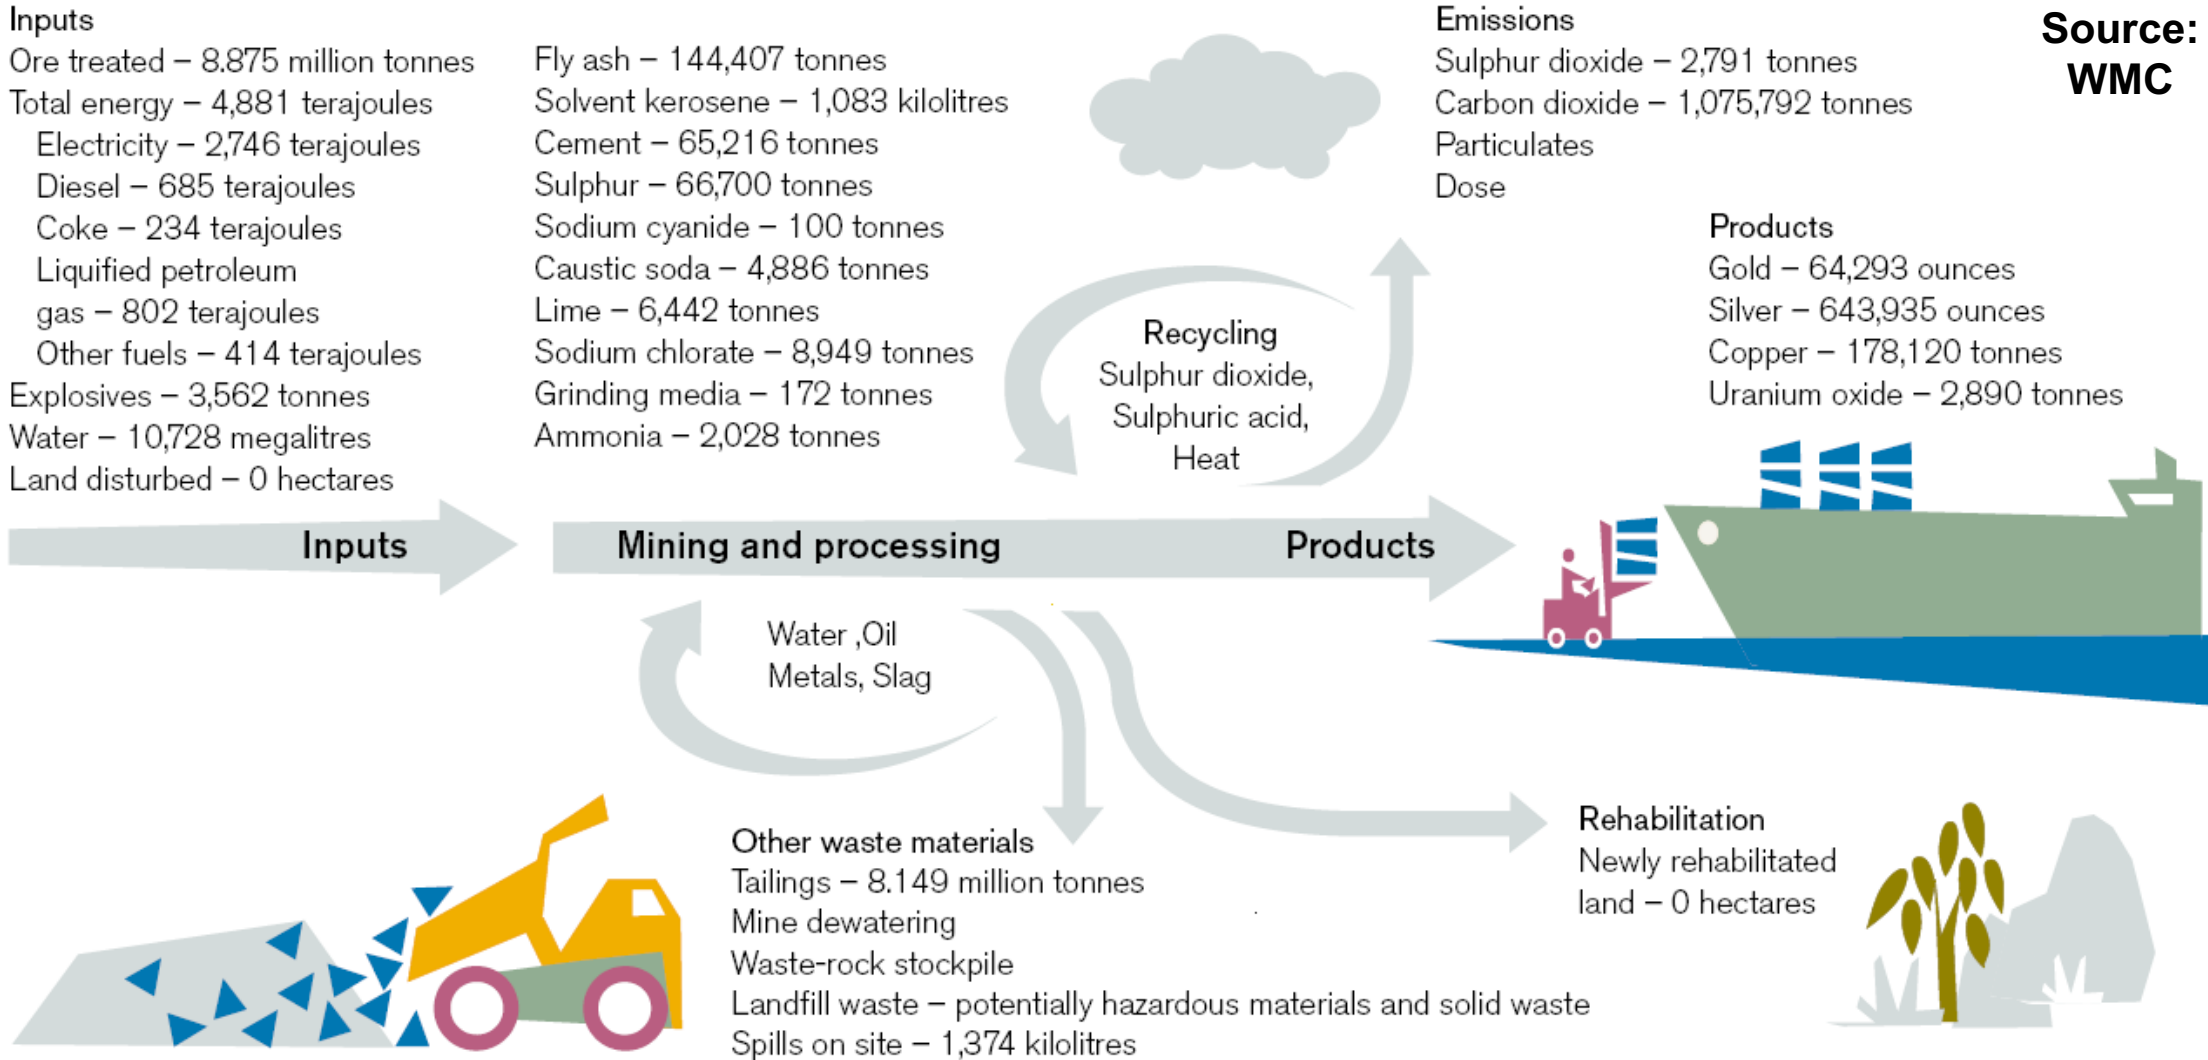 Inputs
Ore treated – 8.875 million tonnes
Total energy – 4,881 terajoules
Electricity – 2,746 terajoules
Diesel – 685 terajoules
Coke – 234 terajoules
Liquified petroleum
gas – 802 terajoules
Other fuels – 414 terajoules
Explosives – 3,562 tonnes
Water – 10,728 megalitres
Land disturbed – 0 hectares
Fly ash – 144,407 tonnes
Solvent kerosene – 1,083 kilolitres
Cement – 65,216 tonnes
Sulphur – 66,700 tonnes
Sodium cyanide – 100 tonnes
Caustic soda – 4,886 tonnes
Lime – 6,442 tonnes
Sodium chlorate – 8,949 tonnes
Grinding media – 172 tonnes
Ammonia – 2,028 tonnes
Emissions
Sulphur dioxide – 2,791 tonnes
Carbon dioxide – 1,075,792 tonnes
Particulates
Dose
Source:
WMC
Products
Gold – 64,293 ounces
Silver – 643,935 ounces
Copper – 178,120 tonnes
Uranium oxide – 2,890 tonnes
Recycling
Sulphur dioxide,
Sulphuric acid,
Heat
Inputs
Mining and processing
Products
Water ,Oil
Metals, Slag
Other waste materials
Tailings – 8.149 million tonnes
Mine dewatering
Waste-rock stockpile
Landfill waste – potentially hazardous materials and solid waste
Spills on site – 1,374 kilolitres
Rehabilitation
Newly rehabilitated
land – 0 hectares